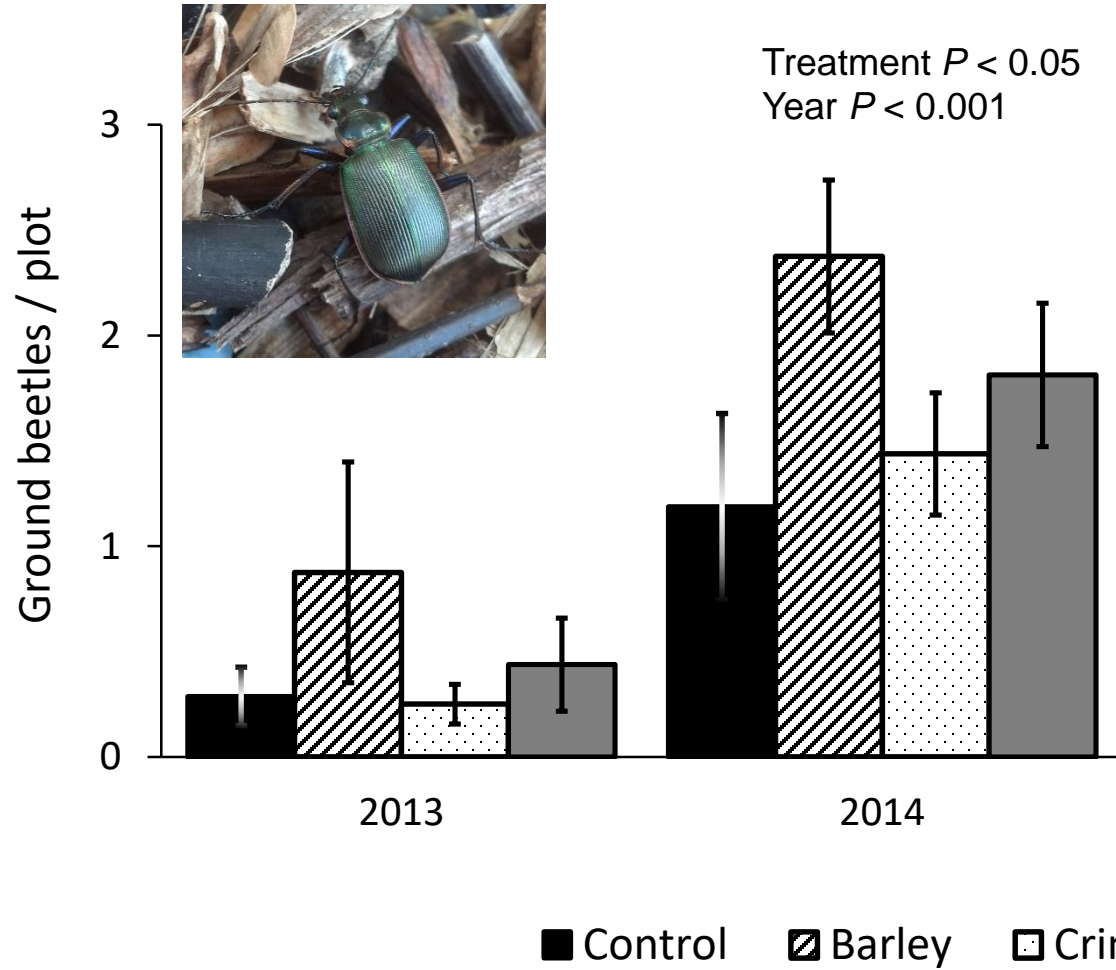 Treatment P < 0.05
Year P < 0.001
Ground beetles / plot
3
2
1
0
2013
2014
Control
Barley